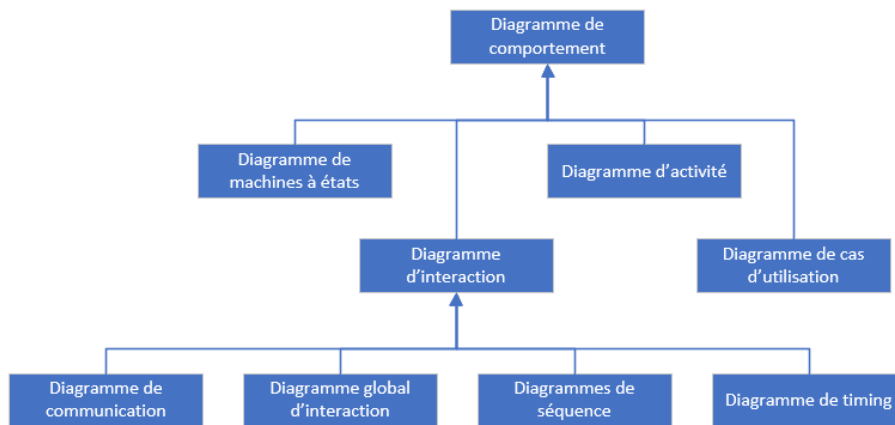 Diagramme de
comportement
Diagramme de
machines à états
Diagramme d’activité
Diagramme
d’interaction
Diagramme de cas
d’utilisation
Diagramme de
communication
Diagramme global
d’interaction
Diagrammes de
séquence
Diagramme de timing